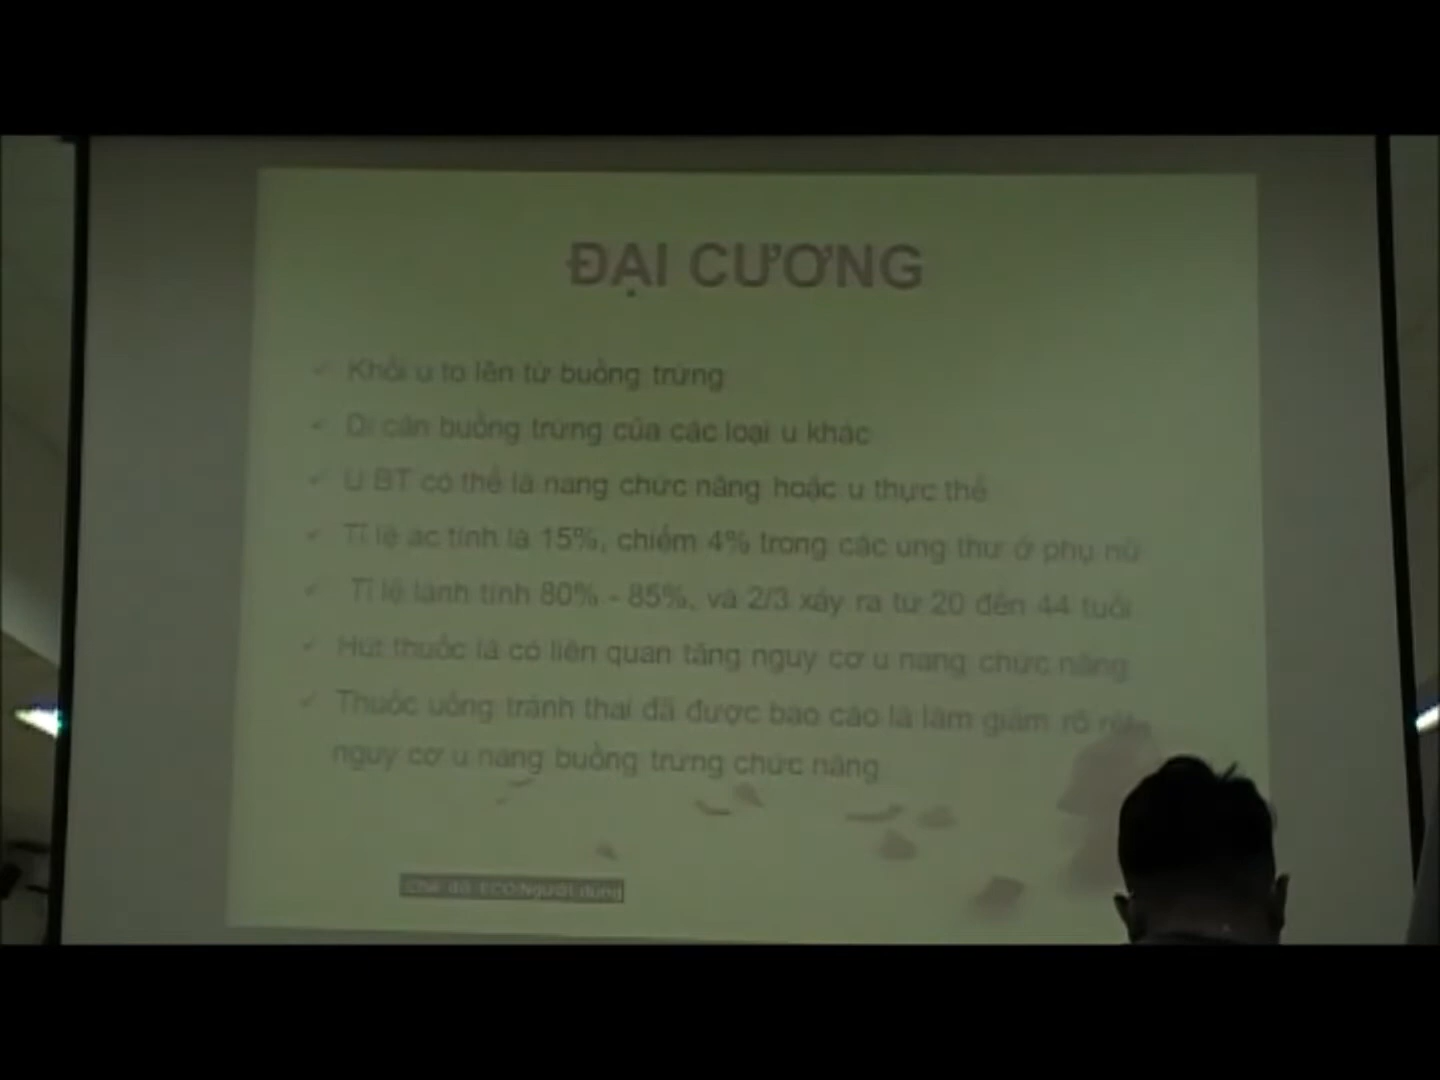 ĐẠI CƯƠNG
Khối u to lên từ buồng trứng
Di căn buồng trứng của các loại u khác
U BT có thể là nang chức năng hoặc u thực thể
Tỉ lệ ác tính là 15%, chiếm 4% trong các ung thư ở phụ nữ
Tỉ lệ lành tính 80% - 85%, và 2/3 xảy ra từ 20 đến 44 tuổi
Hút thuốc lá có liên quan tăng nguy cơ u nang chức năng
Thuốc uống tránh thai đã được báo cáo là làm giảm rõ rệt
nguy cơ u nang buồng trứng chức năng
ECO:Người dùng